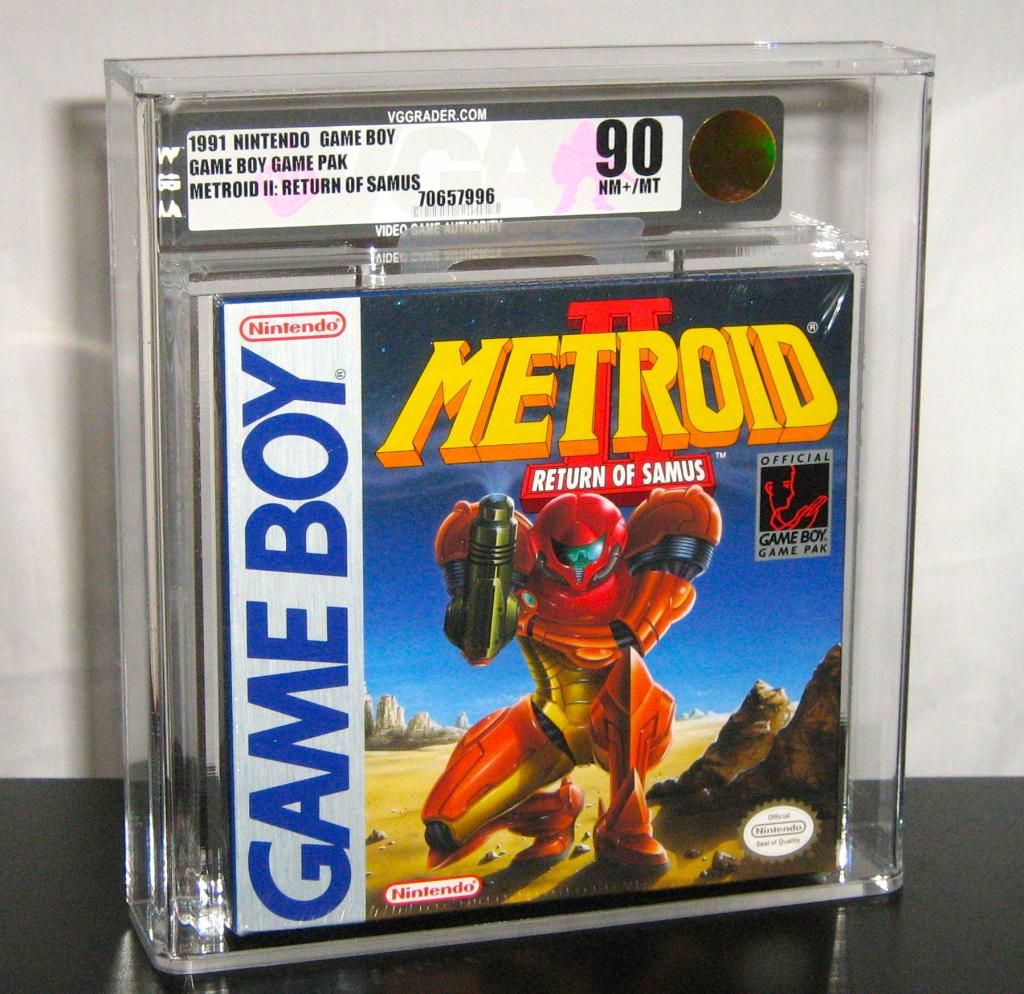 VGGRADER.COM
1991 NINTENDO GAME BOY
GAME BOY GAME PAK
METROID II: RETURN OF SAMUS
70657996
90
NM+/MT
VGA
VIDEO GAME AUTHORITY
Nintendo®
GAME BOY®
METROID®
II
RETURN OF SAMUS™
OFFICIAL
GAME BOY®
GAME PAK
Official
Nintendo
Seal of Quality
Nintendo®